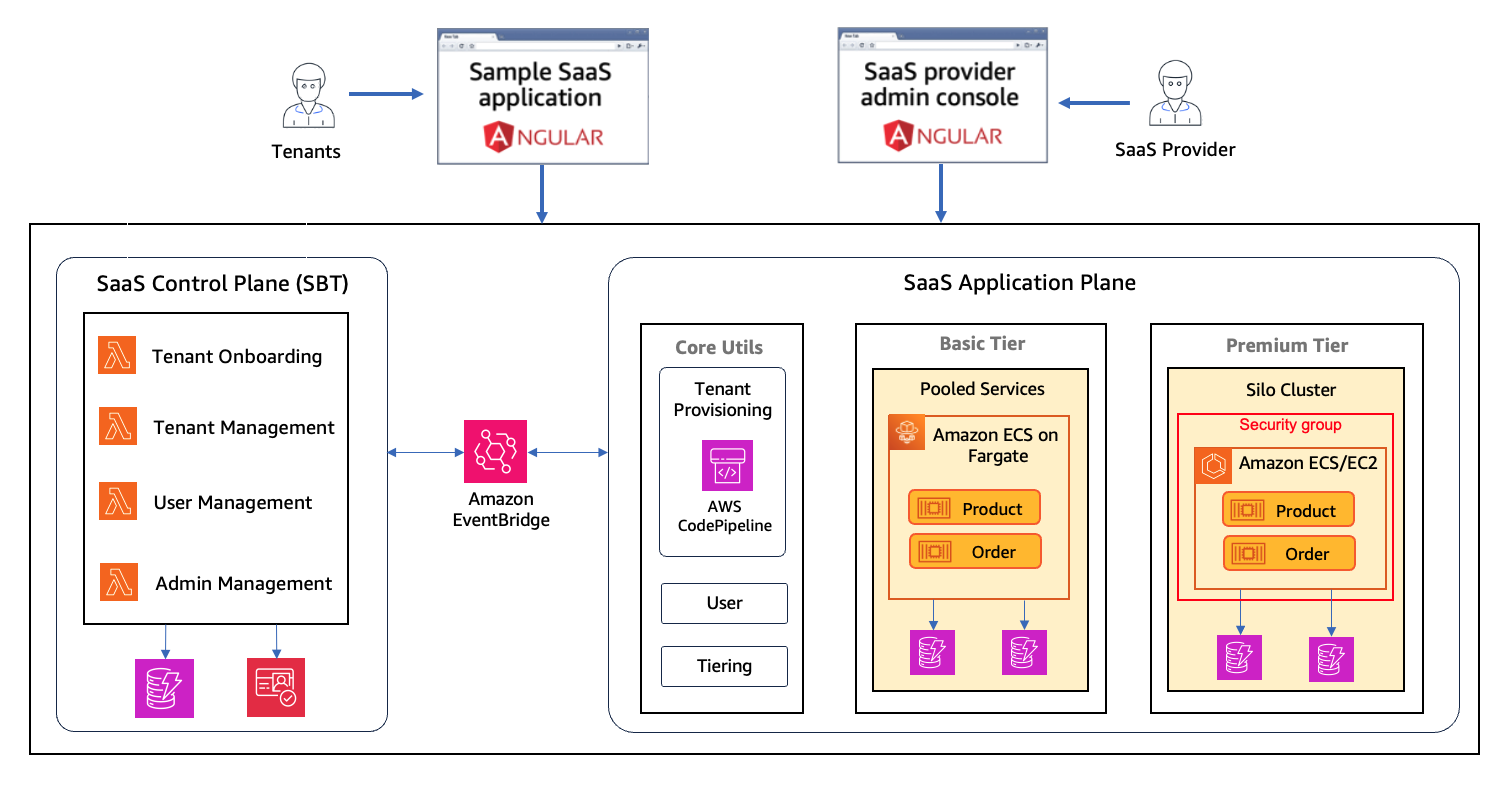 Sample SaaS
application
ANGULAR
SaaS provider
admin console
ANGULAR
Tenants
SaaS Provider
SaaS Control Plane (SBT)
Tenant Onboarding
Tenant Management
User Management
Admin Management
Amazon
EventBridge
SaaS Application Plane
Core Utils
Tenant
Provisioning
</>
AWS
CodePipeline
User
Tiering
Basic Tier
Pooled Services
Amazon ECS on
Fargate
Product
Order
Premium Tier
Silo Cluster
Security group
Amazon ECS/EC2
Product
Order